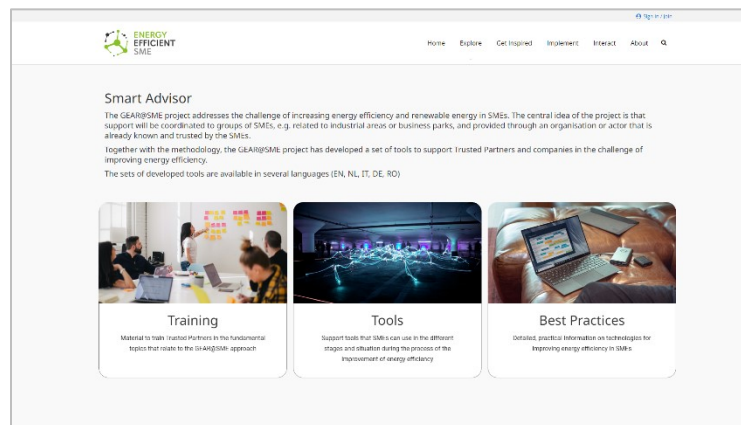 Sign in / Join
ENERGY
EFFICIENT
SME
Home Explore Get Inspired Implement Interact About
Smart Advisor
The GEAR@SME project addresses the challenge of increasing energy efficiency and renewable energy in SMEs. The central idea of the project is that
support will be coordinated to groups of SMEs, e.g. related to industrial areas or business parks, and provided through an organisation or actor that is
already known and trusted by the SMEs.
Together with the methodology, the GEAR@SME project has developed a set of tools to support Trusted Partners and companies in the challenge of
improving energy efficiency.
The sets of developed tools are available in several languages (EN, NL, IT, DE, RO)
Training
Material to train Trusted Partners in the fundamental
topics that relate to the GEAR@SME approach
Tools
Support tools that SMEs can use in the different
stages and situation during the process of the
improvement of energy efficiency
Best Practices
Detailed, practical information on technologies for
improving energy efficiency in SMEs